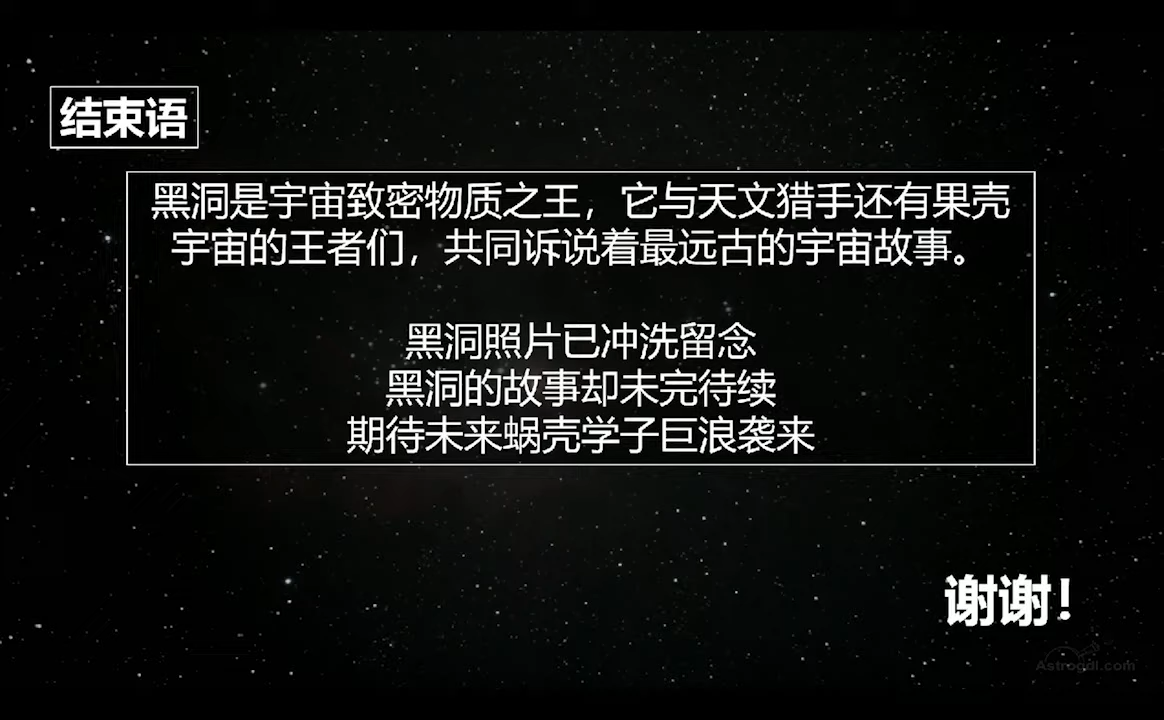 结束语
黑洞是宇宙致密物质之王，它与天文猎手还有果壳
宇宙的王者们，共同诉说着最远古的宇宙故事。
黑洞照片已冲洗留念
黑洞的故事却未完待续
期待未来蜗壳学子巨浪袭来
谢谢！